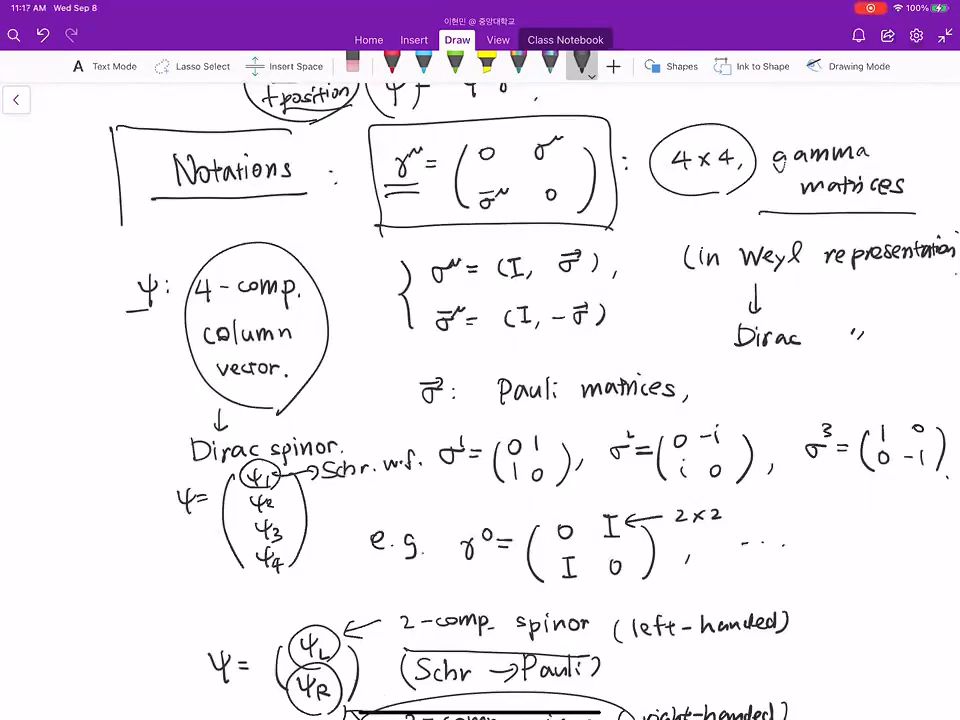 11:17 AM Wed Sep 8
100%
이현민 @ 중앙대학교
Home Insert Draw View Class Notebook
A Text Mode Lasso Select Insert Space Shapes Ink to Shape Drawing Mode
+position
Notations : γ^μ = ( 0 σ^μ ; σ̄^μ 0 ) : 4×4, gamma matrices
(in Weyl representation
↓
Dirac 〃
ψ: 4-comp. column vector.
↓
Dirac spinor.
{ σ^μ = (I, σ⃗),
σ̄^μ = (I, -σ⃗)
σ⃗ : Pauli matrices,
σ^1 = ( 0 1 ; 1 0 ), σ^2 = ( 0 -i ; i 0 ), σ^3 = ( 1 0 ; 0 -1 ).
ψ = ( ψ1 ; ψ2 ; ψ3 ; ψ4 )
→ Schr. w.f.
e.g. γ^0 = ( 0 I ; I 0 ), ← 2×2 ...
ψ = ( ψL ; ψR )
← 2-comp. spinor (left-handed)
(Schr → Pauli)
right-handed)